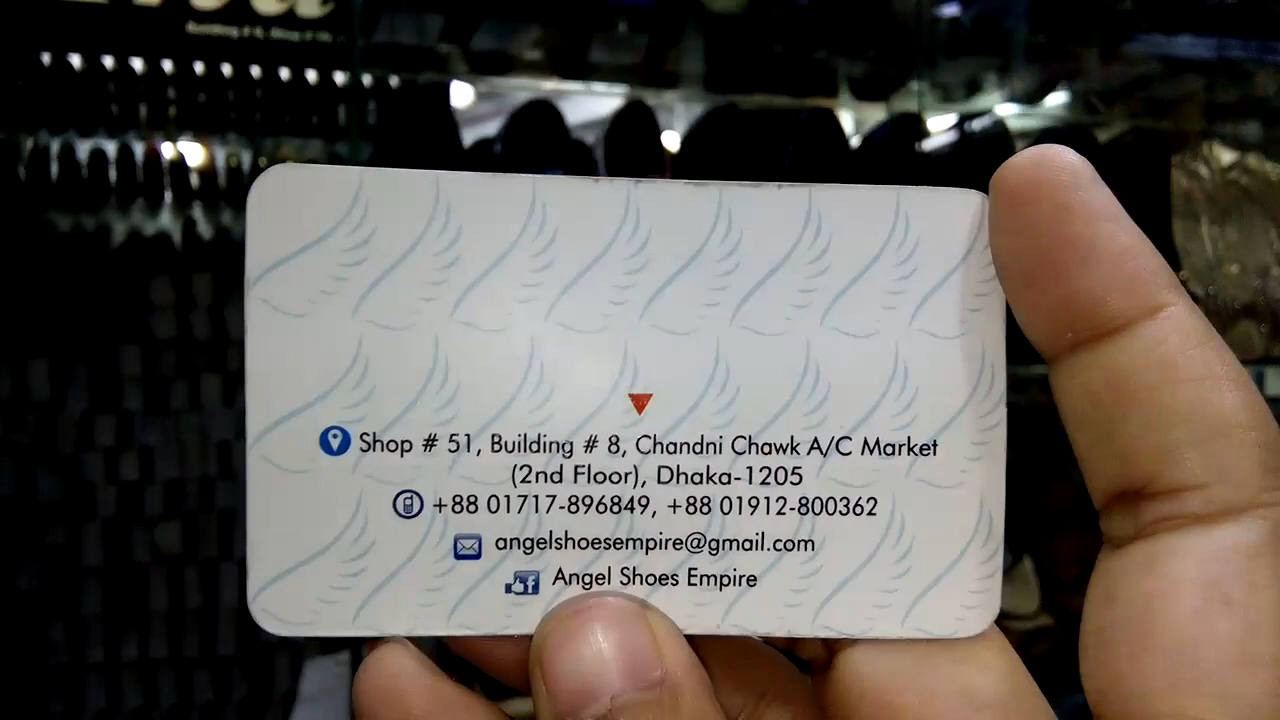 Shop # 51, Building # 8, Chandni Chawk A/C Market
(2nd Floor), Dhaka-1205
+88 01717-896849, +88 01912-800362
angelshoesempire@gmail.com
Angel Shoes Empire